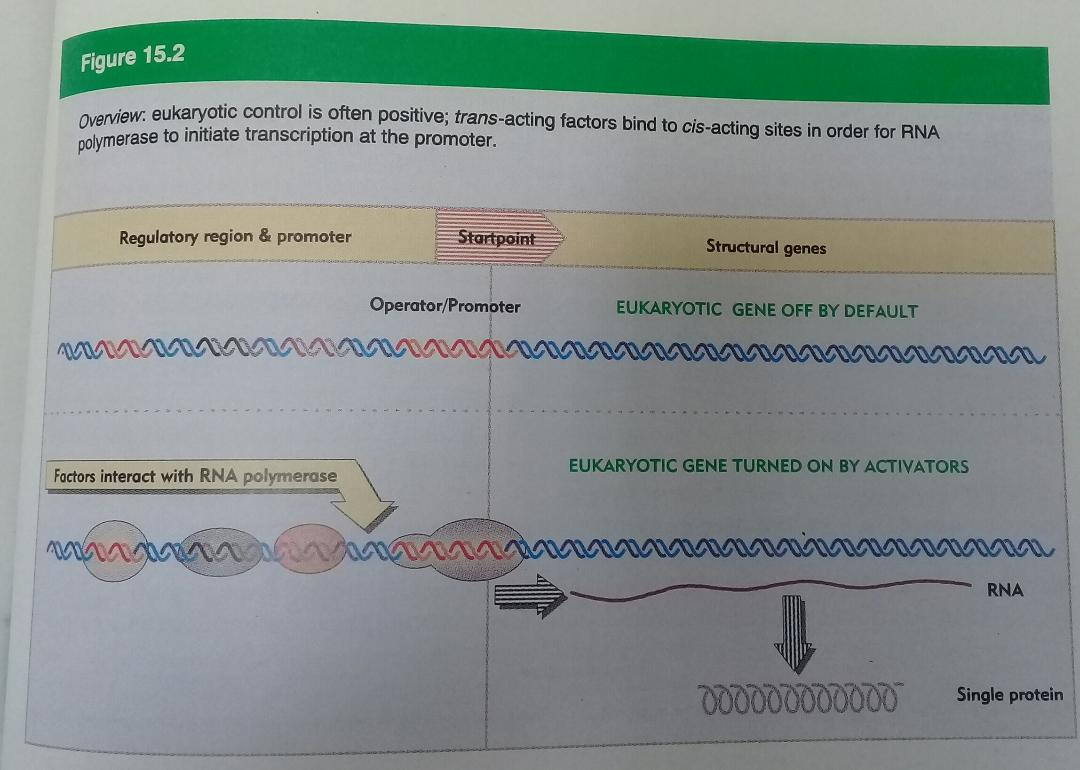 Figure 15.2
Overview: eukaryotic control is often positive; trans-acting factors bind to cis-acting sites in order for RNA
polymerase to initiate transcription at the promoter.
Regulatory region & promoter
Startpoint
Structural genes
Operator/Promoter
EUKARYOTIC GENE OFF BY DEFAULT
Factors interact with RNA polymerase
EUKARYOTIC GENE TURNED ON BY ACTIVATORS
RNA
Single protein